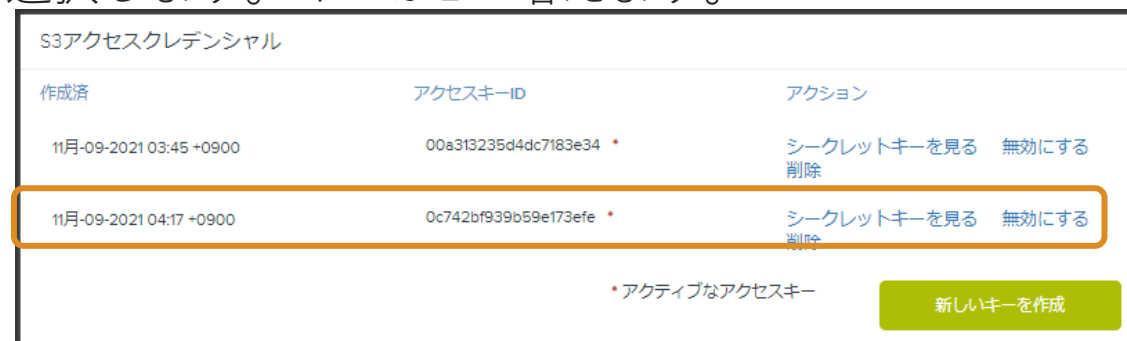 S3アクセスクレデンシャル
作成済 アクセスキーID アクション
11月-09-2021 03:45 +0900 00a313235d4dc7183e34 * シークレットキーを見る 無効にする
削除
11月-09-2021 04:17 +0900 0c742bf939b59e173efe * シークレットキーを見る 無効にする
削除
* アクティブなアクセスキー
新しいキーを作成